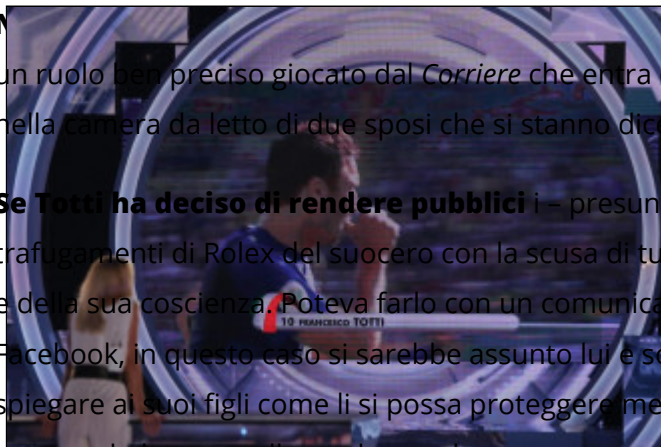 un ruolo ben preciso giocato dal Corriere che entra
nella camera da letto di due sposi che si stanno
Se Totti ha deciso di rendere pubblici i – presun
trafugamenti di Rolex del suocero con la scusa di tu
e della sua coscienza. Poteva farlo con un comunica
10 FRANCESCO TOTTI
Facebook, in questo caso si sarebbe assunto lui e so
spiegare ai suoi figli come li si possa proteggere me